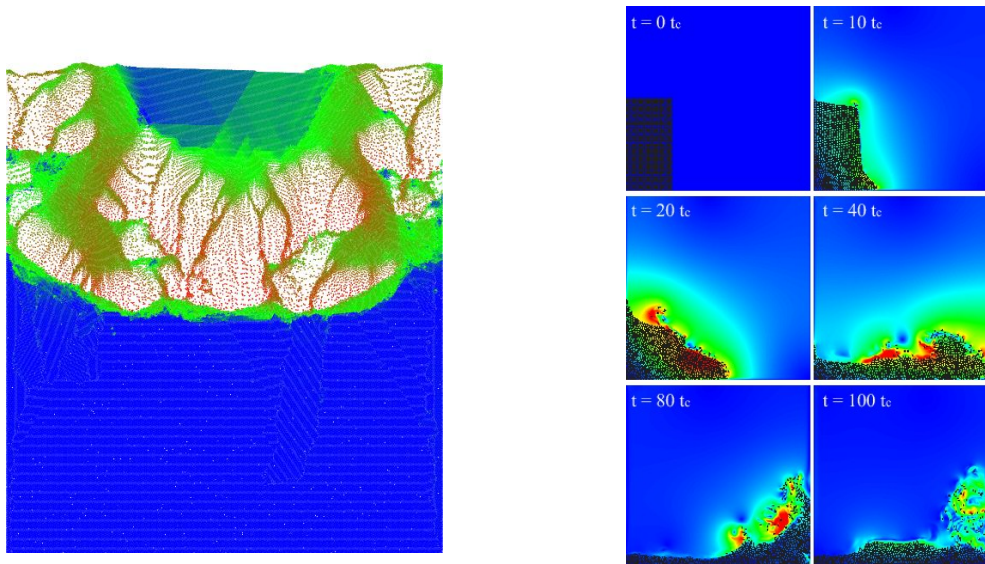 t = 0 tc
t = 10 tc
t = 20 tc
t = 40 tc
t = 80 tc
t = 100 tc